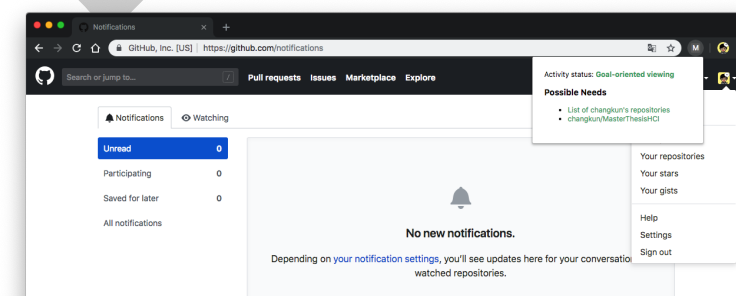 Notifications
GitHub, Inc. [US] | https://github.com/notifications
M
Search or jump to...
/
Pull requests Issues Marketplace Explore
Activity status: Goal-oriented viewing
Possible Needs
List of changkun's repositories
changkun/MasterThesisHCI
Notifications
Watching
Unread 0
Participating 0
Saved for later 0
All notifications
No new notifications.
Depending on your notification settings, you'll see updates here for your conversation
watched repositories.
Your repositories
Your stars
Your gists
Help
Settings
Sign out